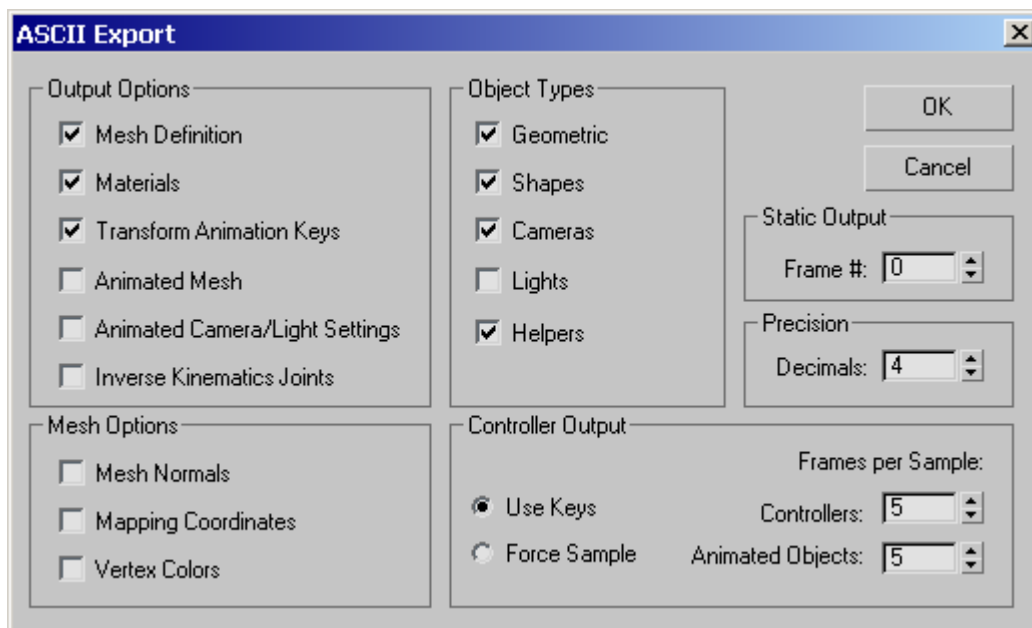 ASCII Export
Output Options
Mesh Definition
Materials
Transform Animation Keys
Animated Mesh
Animated Camera/Light Settings
Inverse Kinematics Joints
Object Types
Geometric
Shapes
Cameras
Lights
Helpers
OK
Cancel
Static Output
Frame #: 0
Precision
Decimals: 4
Mesh Options
Mesh Normals
Mapping Coordinates
Vertex Colors
Controller Output
Use Keys
Force Sample
Frames per Sample:
Controllers: 5
Animated Objects: 5